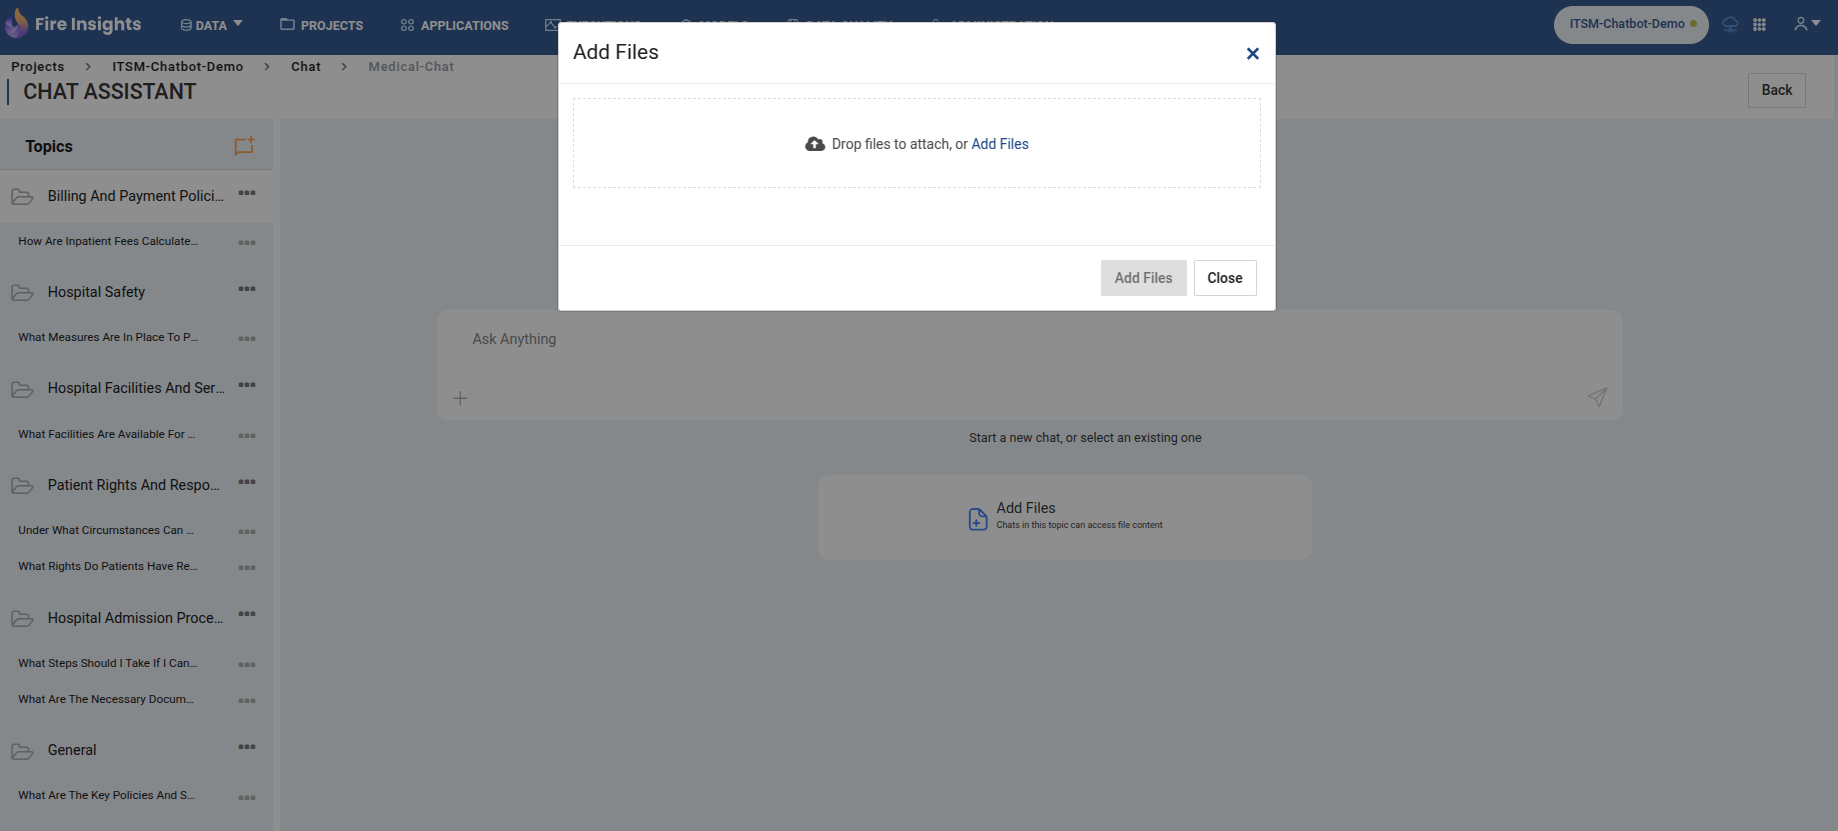 Fire Insights
DATA
PROJECTS
APPLICATIONS
ITSM-Chatbot-Demo
Projects > ITSM-Chatbot-Demo > Chat > Medical-Chat
CHAT ASSISTANT
Back
Topics
Billing And Payment Polici...
How Are Inpatient Fees Calculate...
Hospital Safety
What Measures Are In Place To P...
Hospital Facilities And Ser...
What Facilities Are Available For ...
Patient Rights And Respo...
Under What Circumstances Can ...
What Rights Do Patients Have Re...
Hospital Admission Proce...
What Steps Should I Take If I Can...
What Are The Necessary Docum...
General
What Are The Key Policies And S...
Add Files
Drop files to attach, or Add Files
Add Files
Close
Ask Anything
Start a new chat, or select an existing one
Add Files
Chats in this topic can access file content